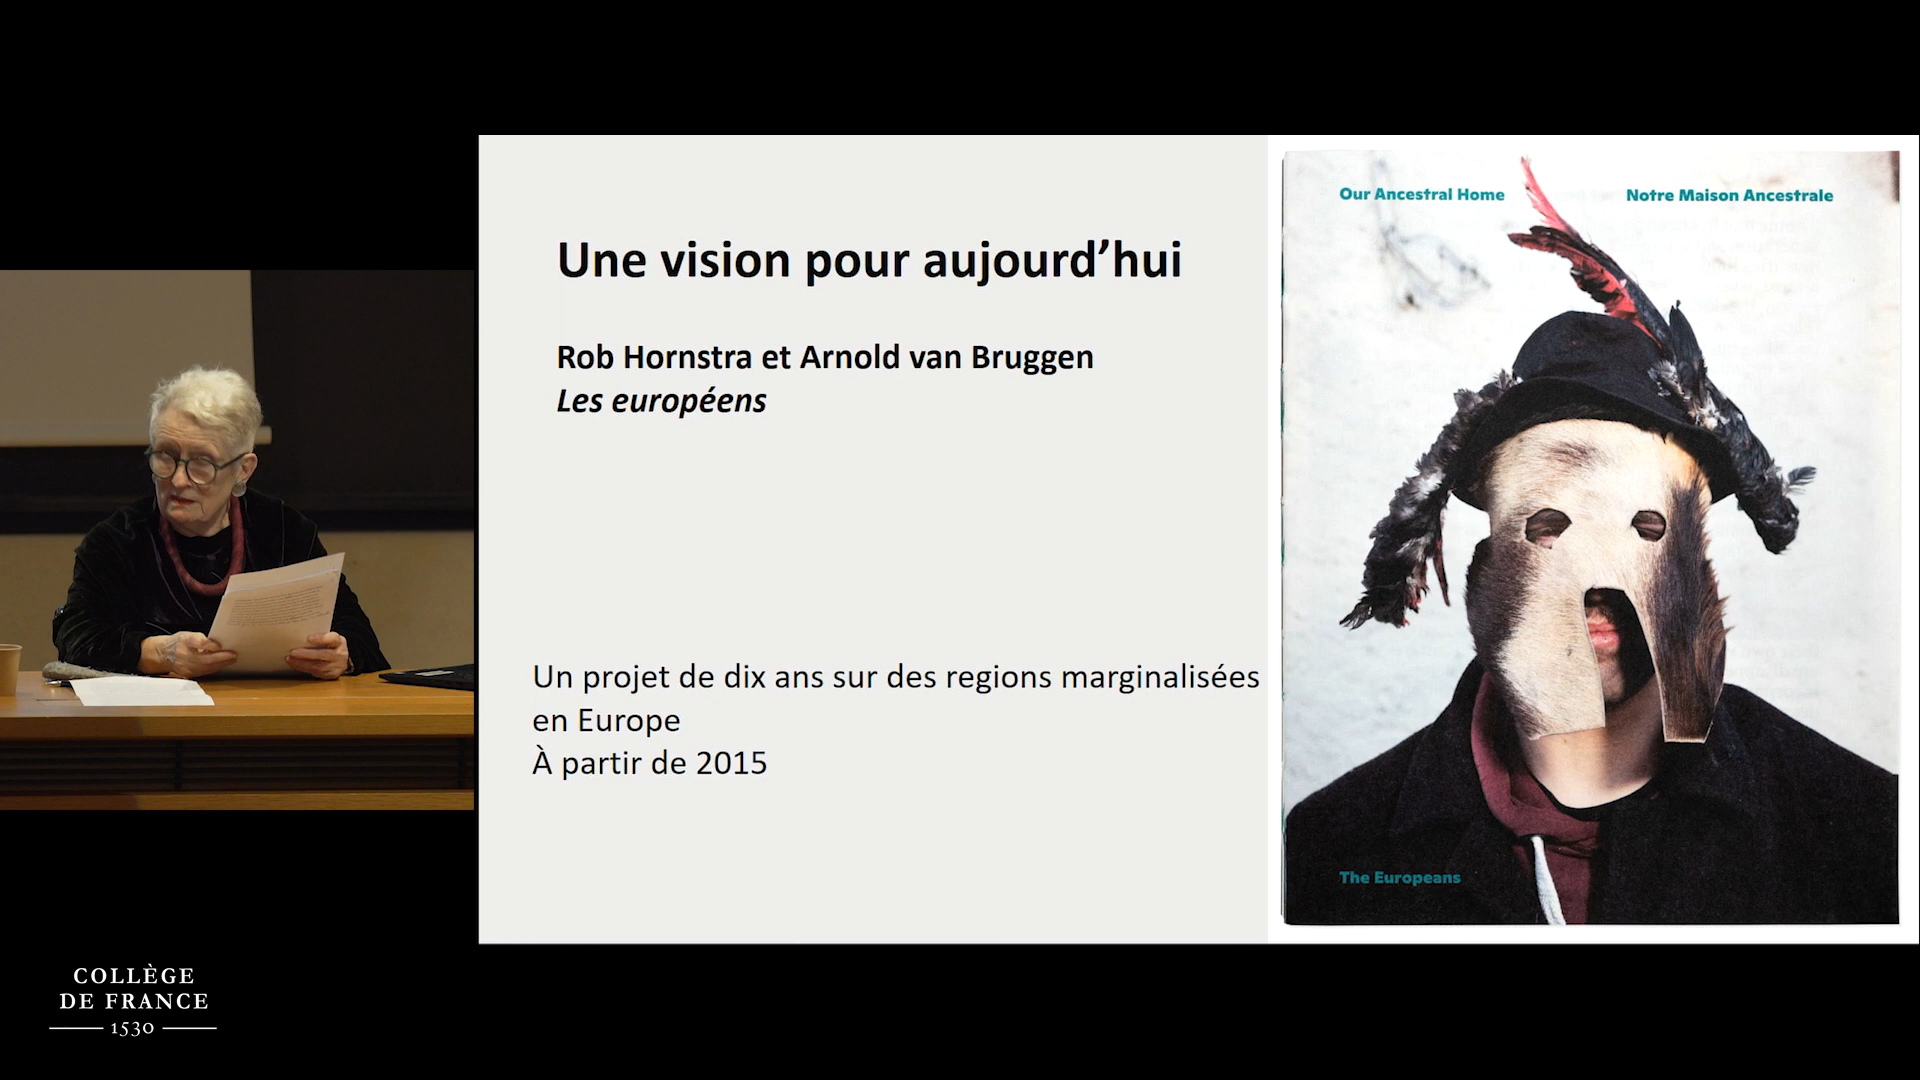 Une vision pour aujourd’hui
Rob Hornstra et Arnold van Bruggen
Les européens
Un projet de dix ans sur des regions marginalisées
en Europe
À partir de 2015
Our Ancestral Home
Notre Maison Ancestrale
The Europeans
COLLÈGE
DE FRANCE
1530